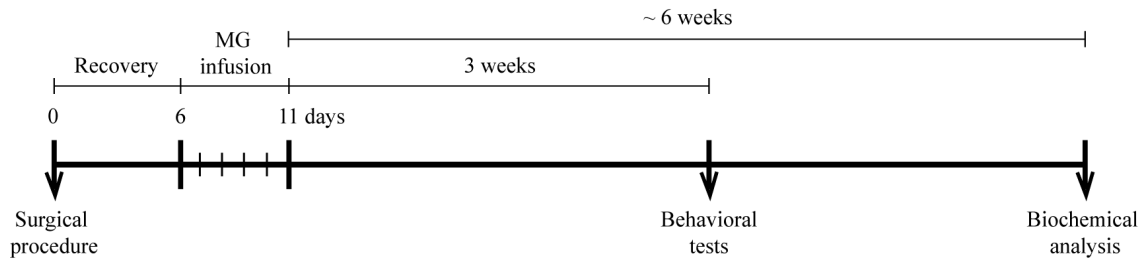 ~ 6 weeks
MG
infusion
Recovery
3 weeks
0
6
11 days
Surgical
procedure
Behavioral
tests
Biochemical
analysis